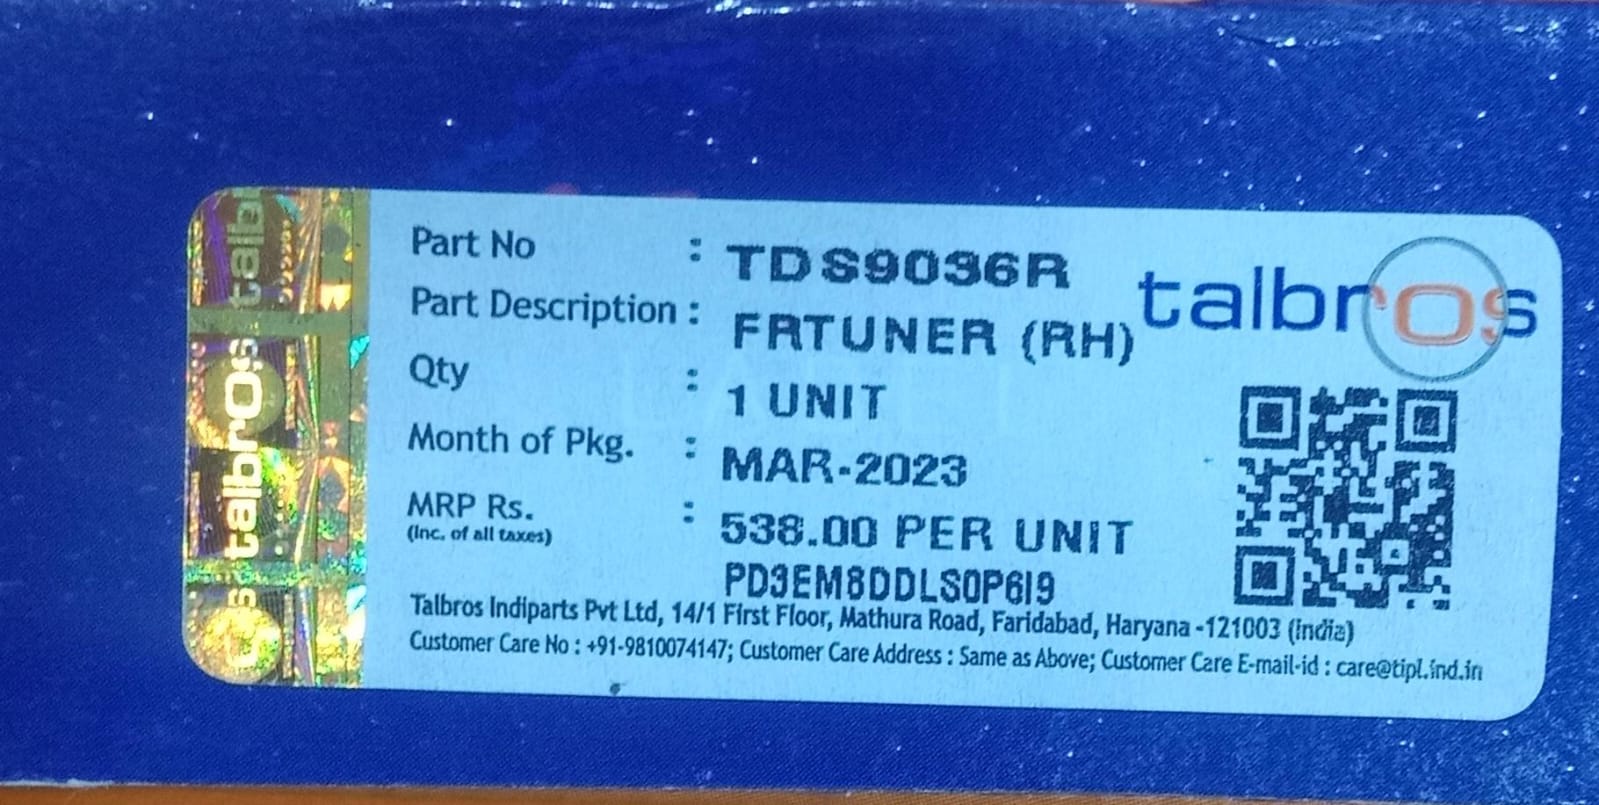 Part No : TDS9036R
talbros
Part Description : FRTUNER (RH)
Qty : 1 UNIT
Month of Pkg. : MAR-2023
MRP Rs. : 538.00 PER UNIT
(Inc. of all taxes)
PD3EM8DDLS0P6I9
Talbros Indiparts Pvt Ltd, 14/1 First Floor, Mathura Road, Faridabad, Haryana -121003 (India)
Customer Care No : +91-9810074147; Customer Care Address : Same as Above; Customer Care E-mail-id : care@tipl.ind.in
talbros
talbrOs